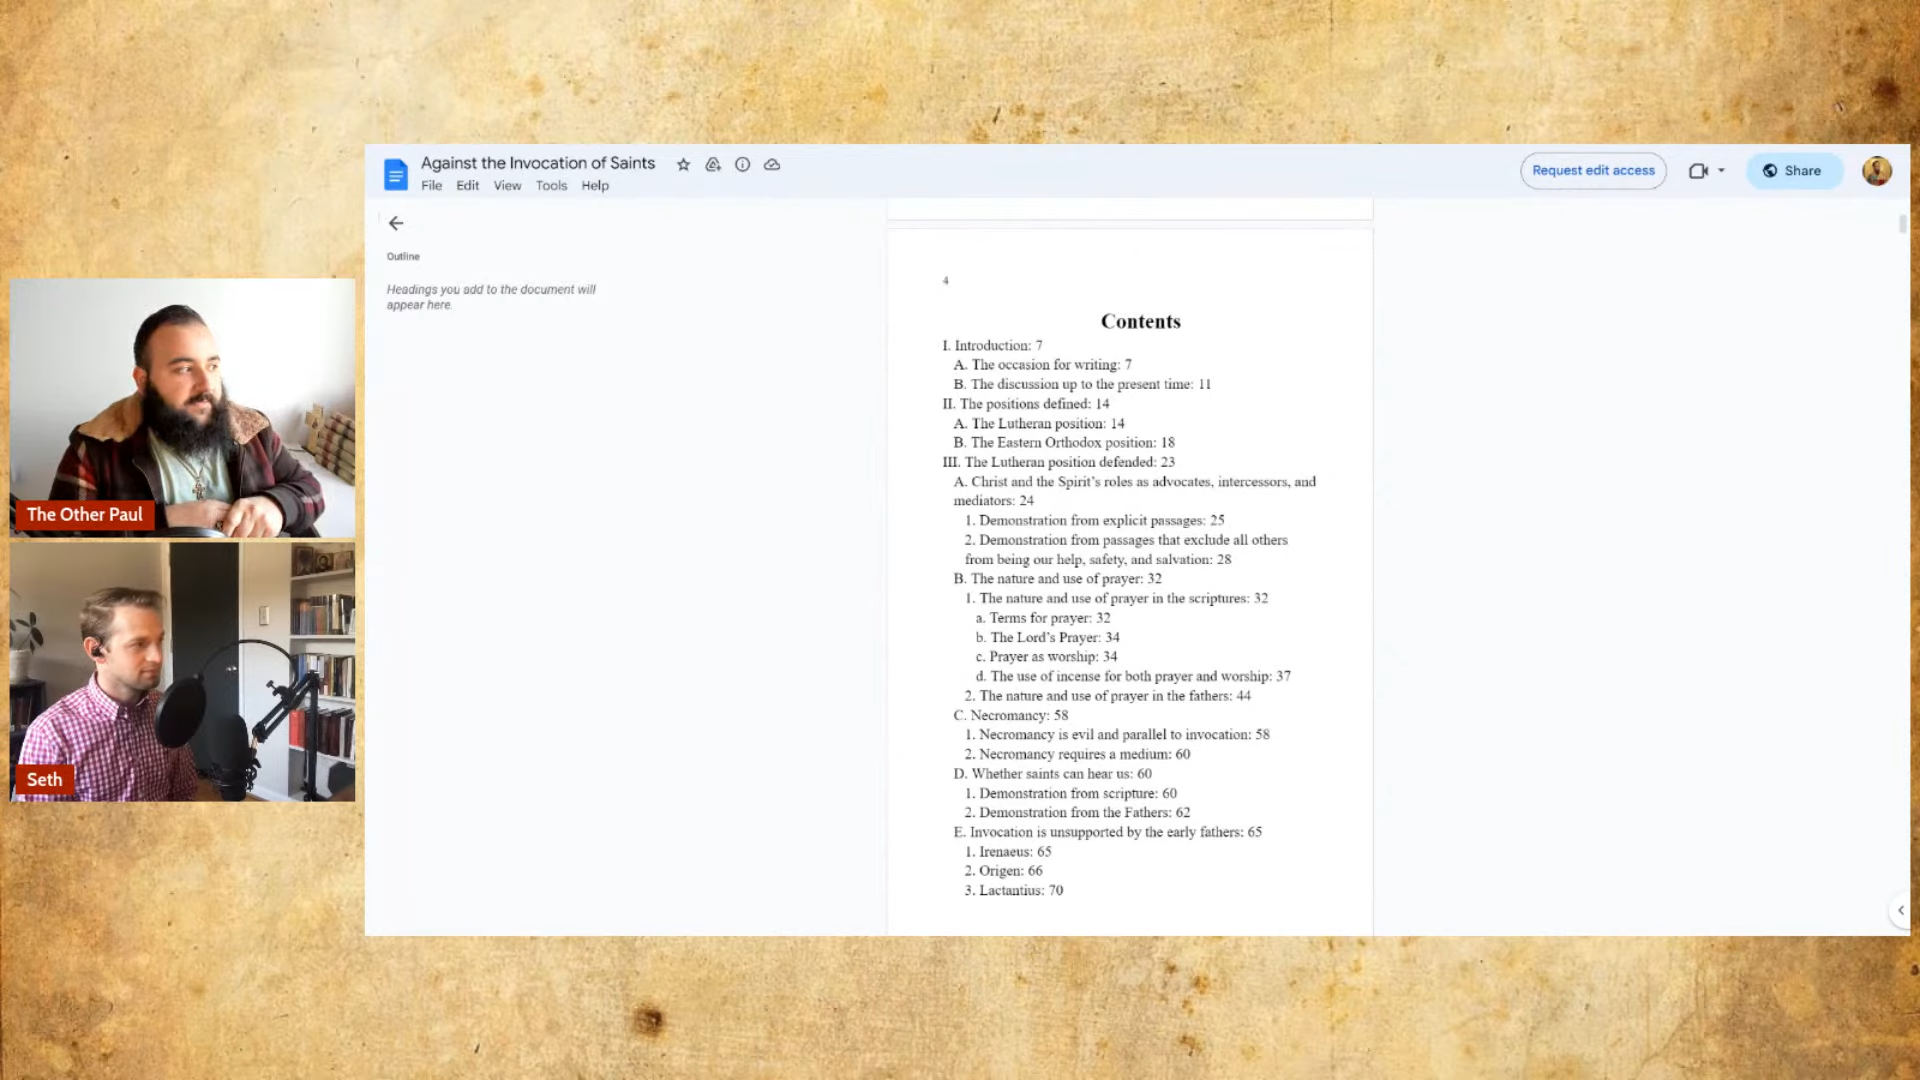 Against the Invocation of Saints
File Edit View Tools Help
Request edit access
Share
Outline
Headings you add to the document will
appear here.
4
Contents
I. Introduction: 7
A. The occasion for writing: 7
B. The discussion up to the present time: 11
II. The positions defined: 14
A. The Lutheran position: 14
B. The Eastern Orthodox position: 18
III. The Lutheran position defended: 23
A. Christ and the Spirit's roles as advocates, intercessors, and
mediators: 24
1. Demonstration from explicit passages: 25
2. Demonstration from passages that exclude all others
from being our help, safety, and salvation: 28
B. The nature and use of prayer: 32
1. The nature and use of prayer in the scriptures: 32
a. Terms for prayer: 32
b. The Lord's Prayer: 34
c. Prayer as worship: 34
d. The use of incense for both prayer and worship: 37
2. The nature and use of prayer in the fathers: 44
C. Necromancy: 58
1. Necromancy is evil and parallel to invocation: 58
2. Necromancy requires a medium: 60
D. Whether saints can hear us: 60
1. Demonstration from scripture: 60
2. Demonstration from the Fathers: 62
E. Invocation is unsupported by the early fathers: 65
1. Irenaeus: 65
2. Origen: 66
3. Lactantius: 70
The Other Paul
Seth